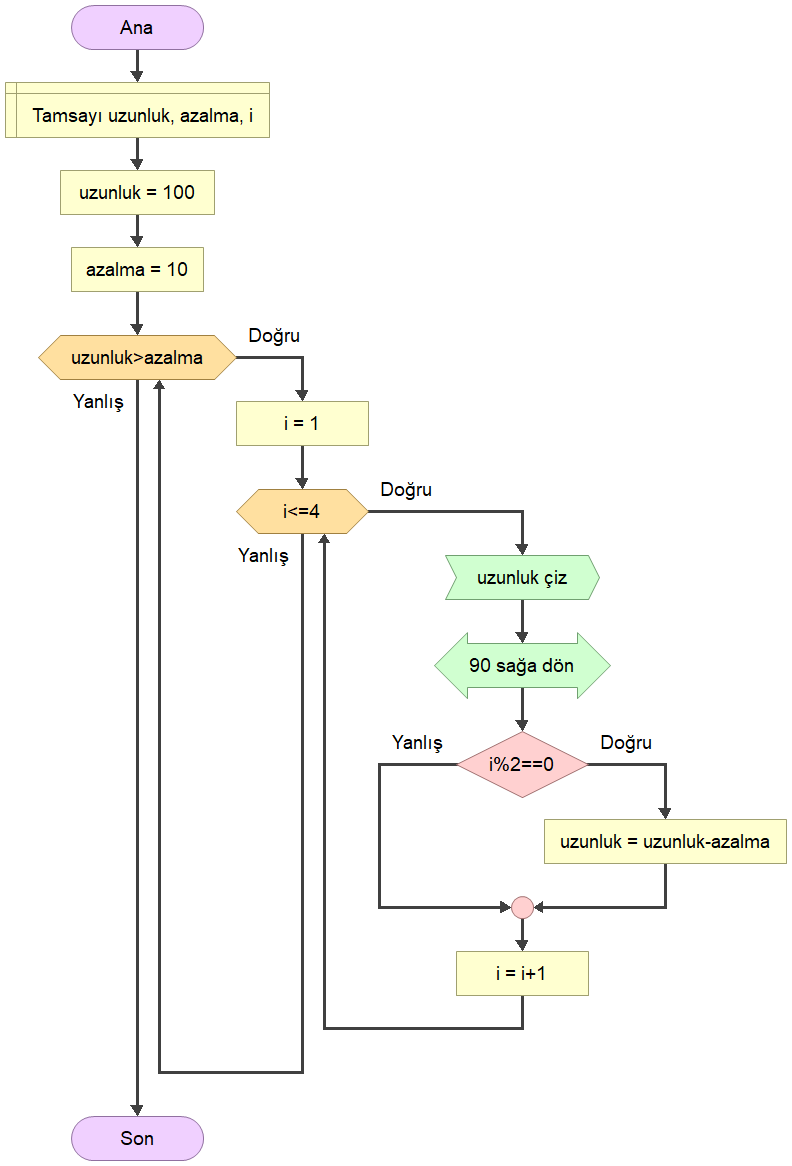 Ana
Tamsayı uzunluk, azalma, i
uzunluk = 100
azalma = 10
uzunluk>azalma
Doğru
Yanlış
i = 1
i<=4
Doğru
Yanlış
uzunluk çiz
90 sağa dön
i%2==0
Yanlış
Doğru
uzunluk = uzunluk-azalma
i = i+1
Son